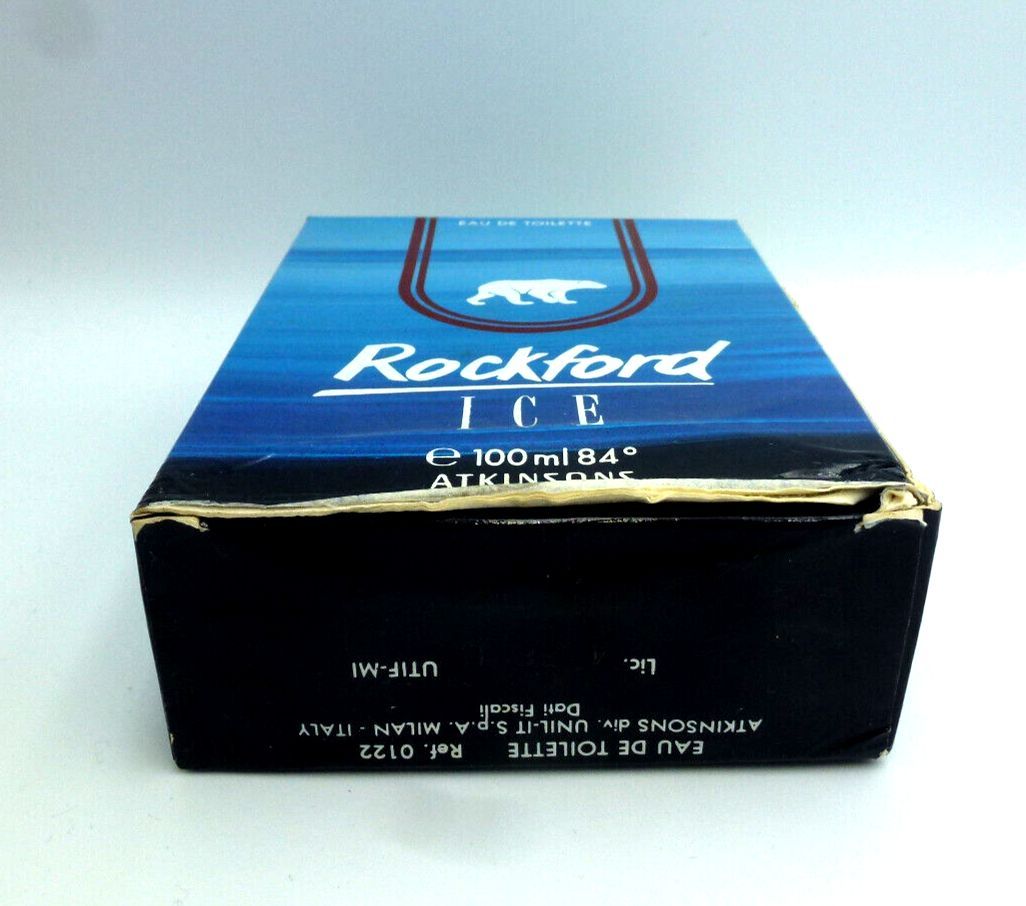 EAU DE TOILETTE
Rockford
ICE
℮ 100 ml 84°
ATKINSONS
EAU DE TOILETTE Ref. 0122
ATKINSONS div. UNIL-IT S.p.A. MILAN - ITALY
Dati Fiscali
Lic. UTIF-MI